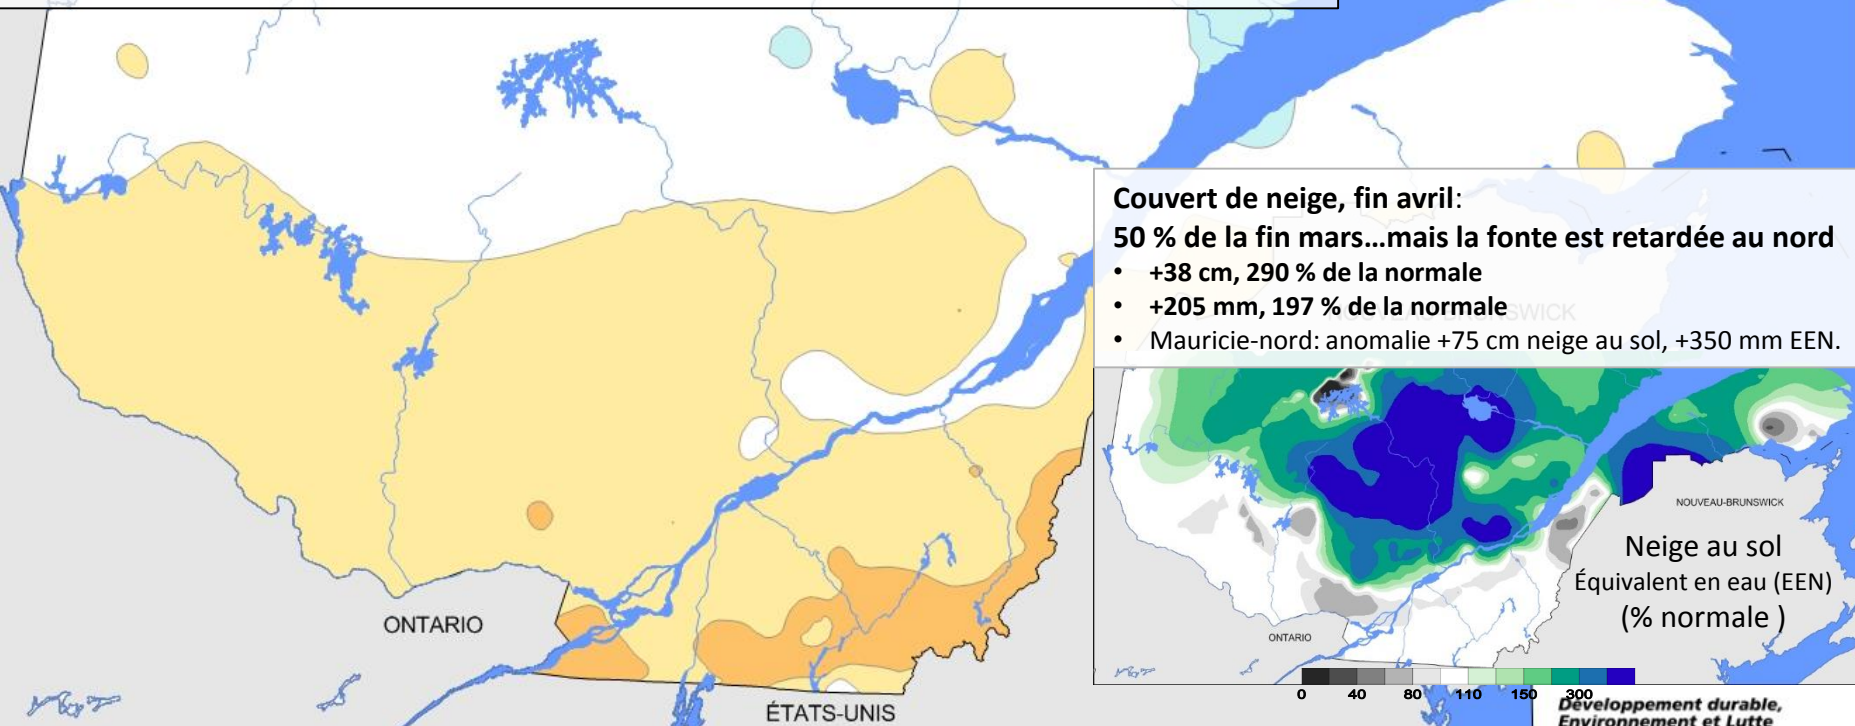 Couvert de neige, fin avril:
50 % de la fin mars...mais la fonte est retardée au nord
• +38 cm, 290 % de la normale
• +205 mm, 197 % de la normale
• Mauricie-nord: anomalie +75 cm neige au sol, +350 mm EEN.
NOUVEAU-BRUNSWICK
NOUVEAU-BRUNSWICK
Neige au sol
Équivalent en eau (EEN)
(% normale )
ONTARIO
ONTARIO
0 40 80 110 150 300
ÉTATS-UNIS
Développement durable,
Environnement et Lutte